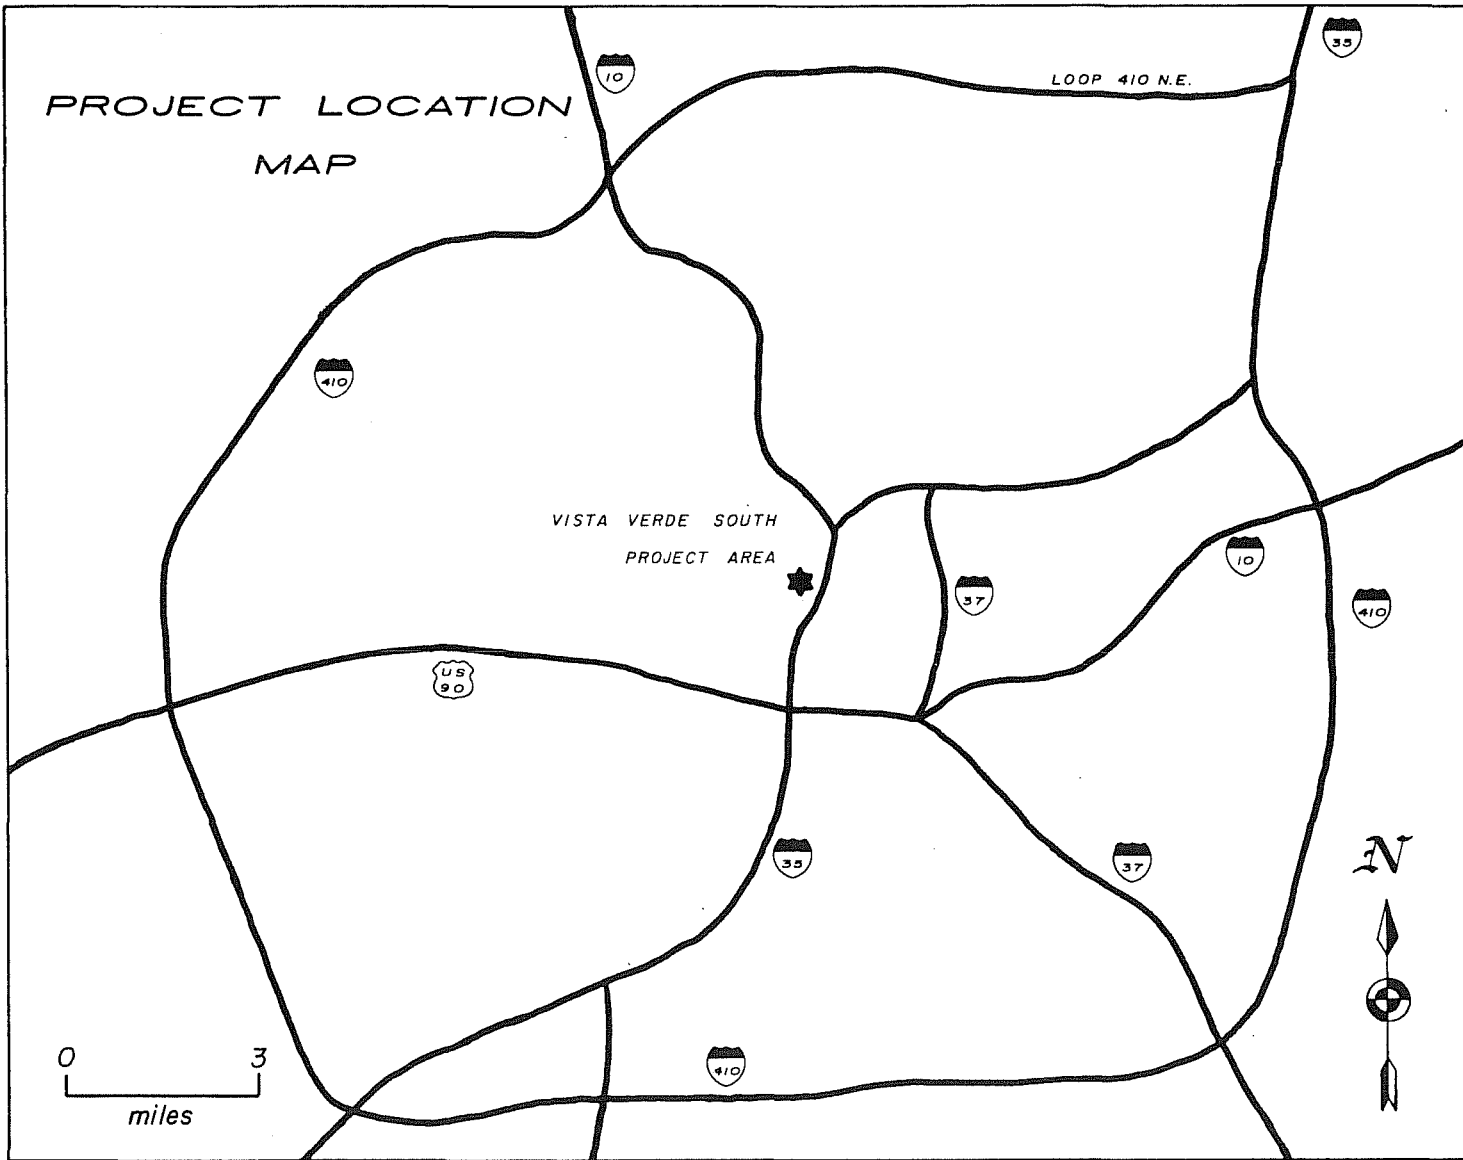 PROJECT LOCATION
MAP
10
35
LOOP 410 N.E.
410
VISTA VERDE SOUTH
PROJECT AREA
10
37
410
US
90
35
37
N
0 3
miles
410